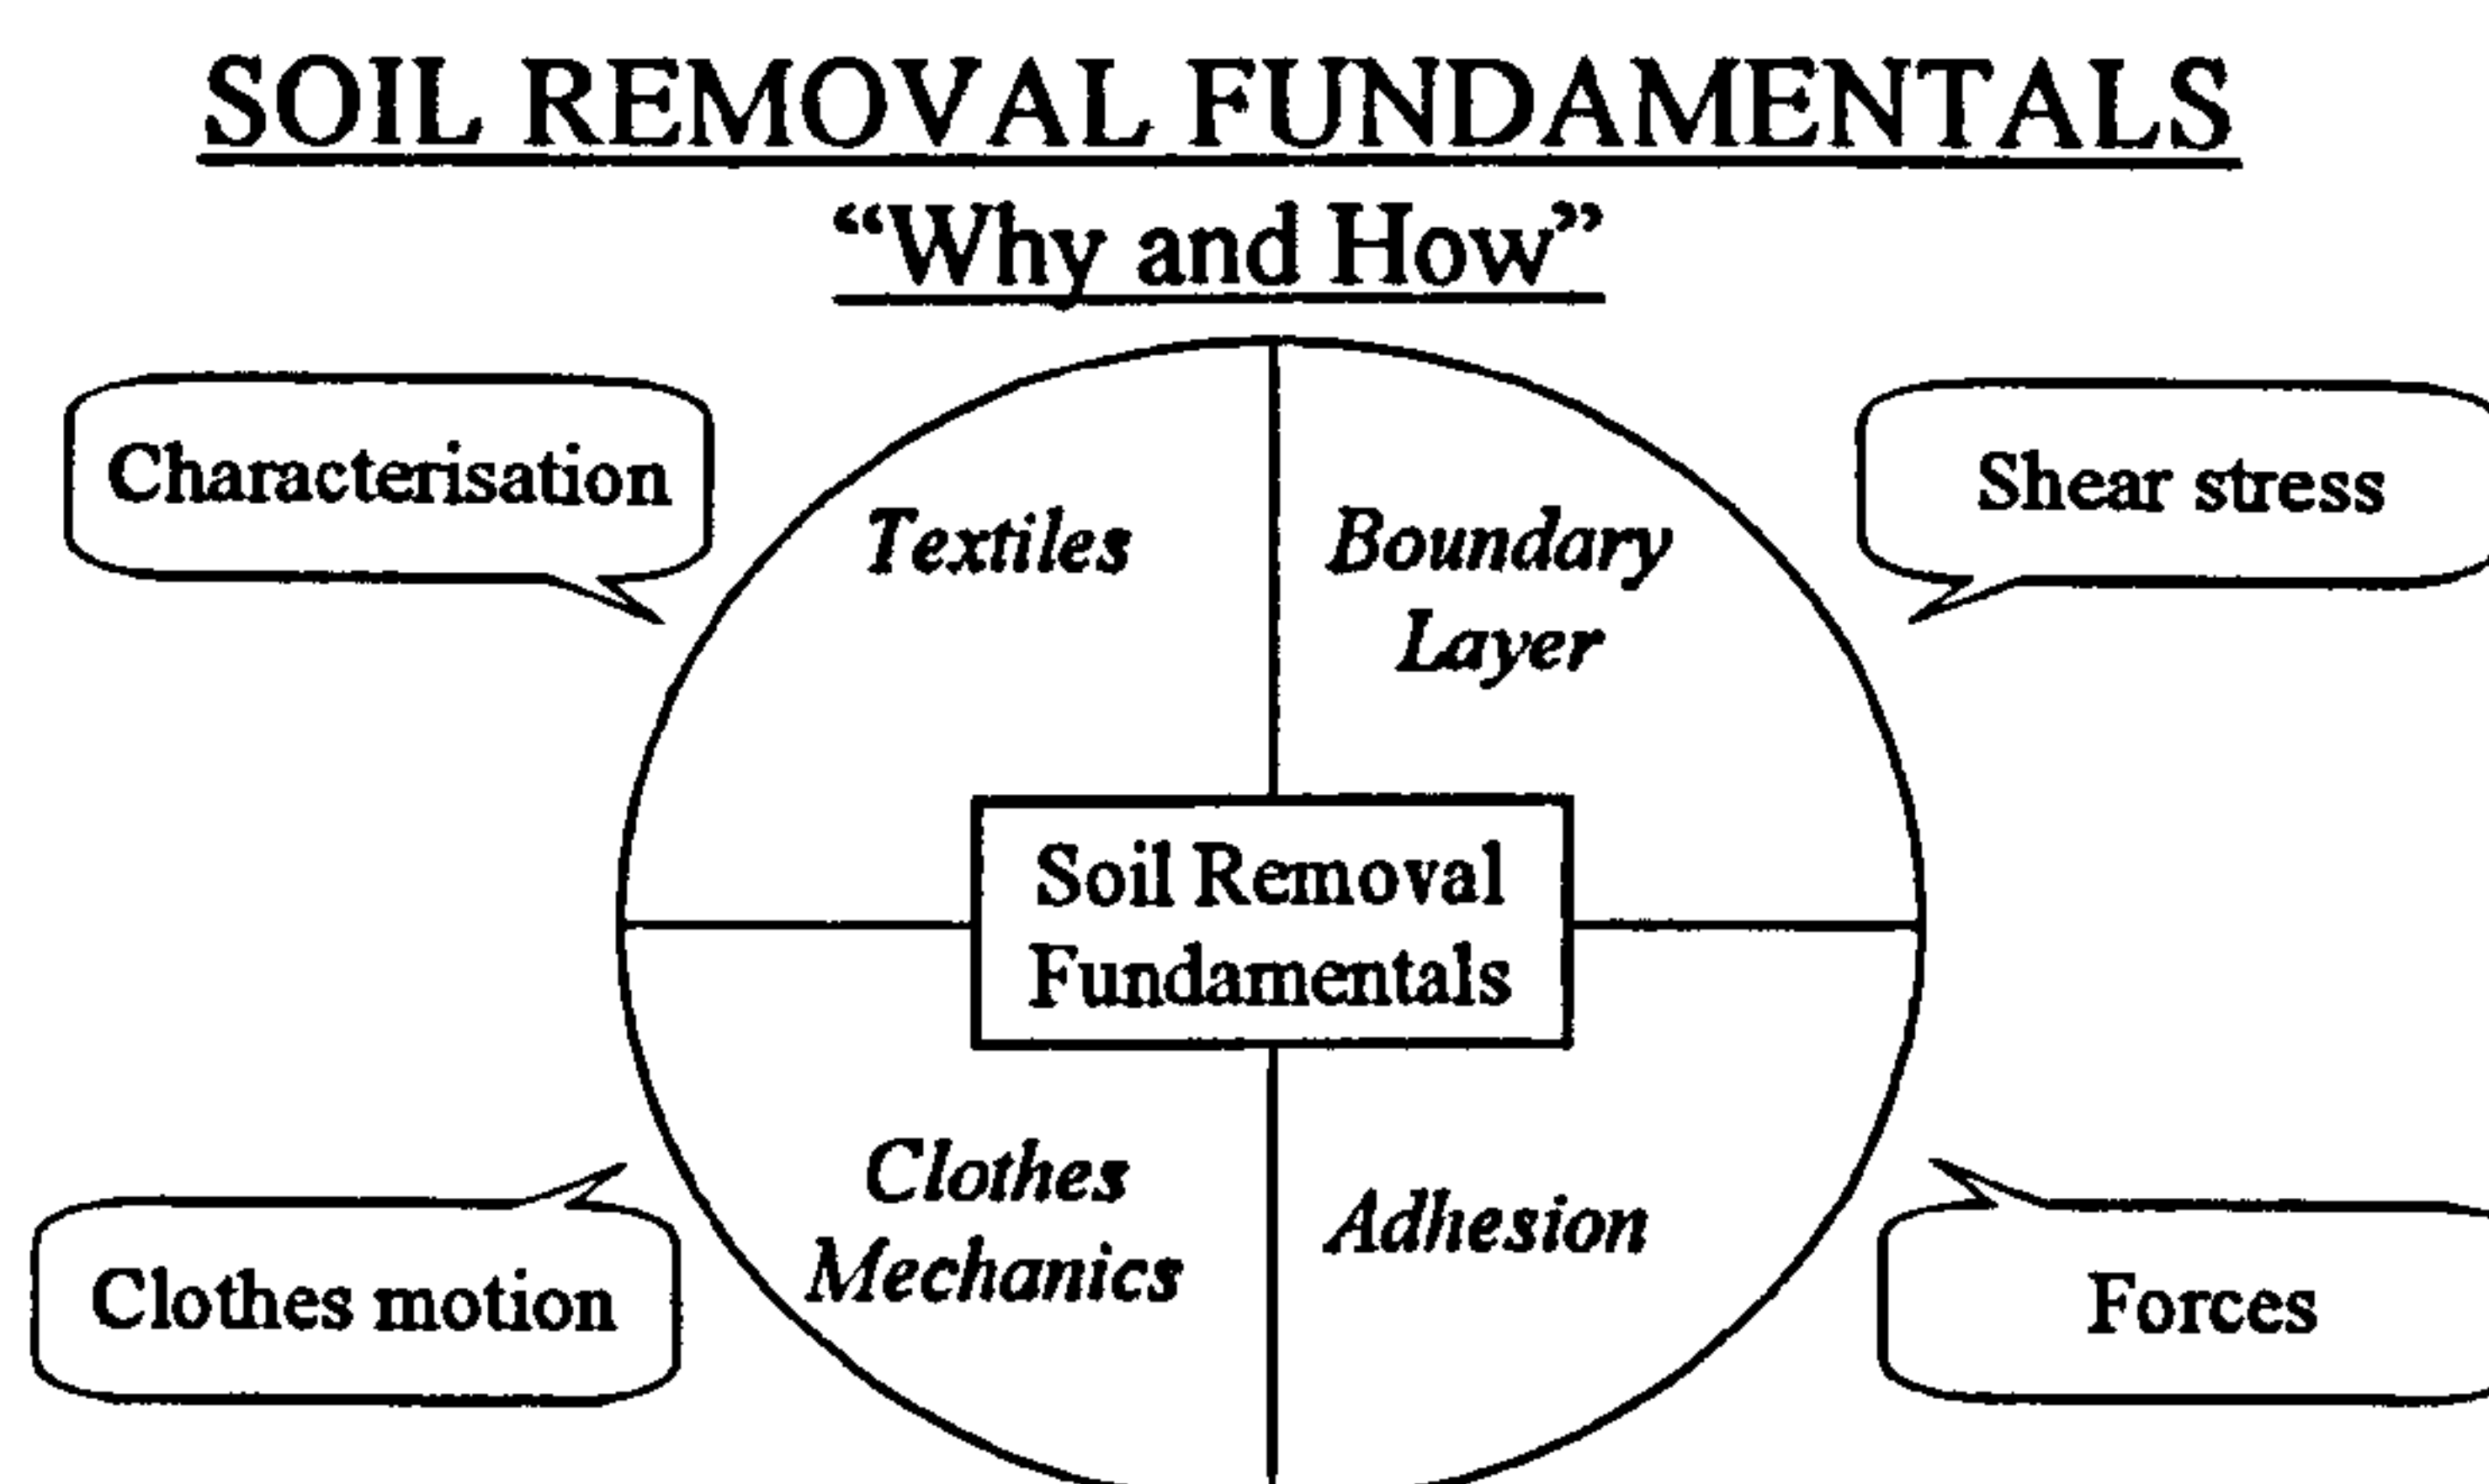 SOIL REMOVAL FUNDAMENTALS
“Why and How”
Characterisation
Shear stress
Textiles
Boundary
Layer
Soil Removal
Fundamentals
Clothes
Mechanics
Adhesion
Clothes motion
Forces